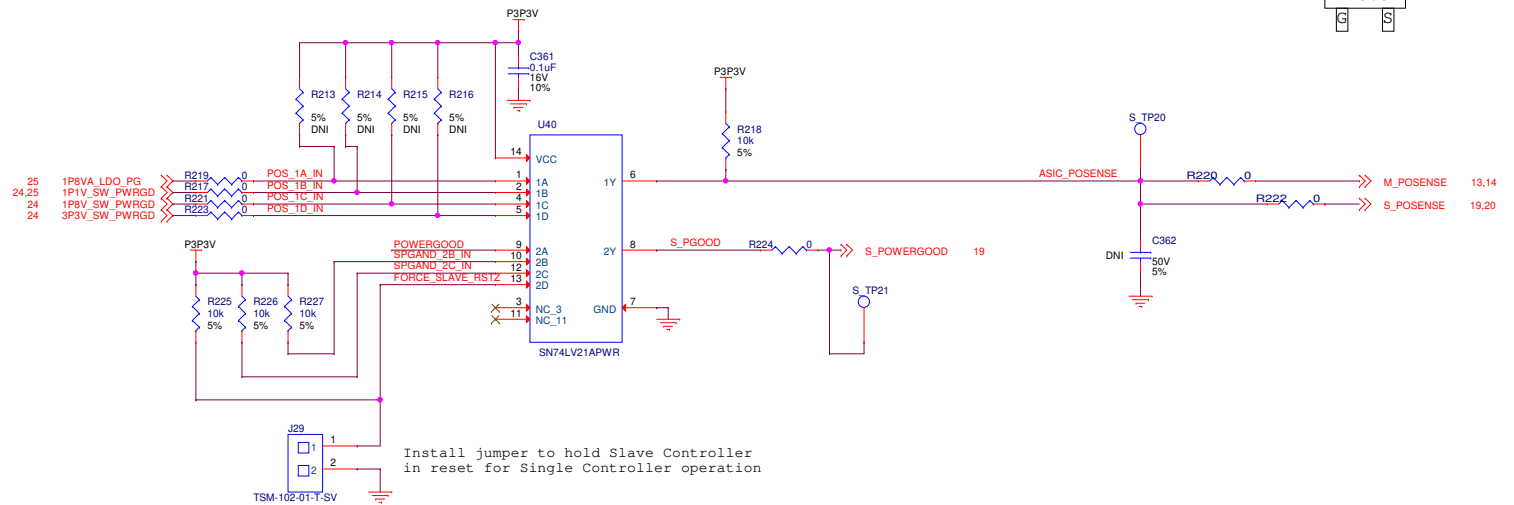 G S
P3P3V
C361
0.1uF
16V
10%
R213
5%
DNI
R214
5%
DNI
R215
5%
DNI
R216
5%
DNI
P3P3V
R218
10k
5%
U40
14 VCC
25 1P8VA_LDO_PG R219 0 POS_1A_IN 1 1A
24,25 1P1V_SW_PWRGD R217 0 POS_1B_IN 2 1B
24 1P8V_SW_PWRGD R221 0 POS_1C_IN 4 1C
24 3P3V_SW_PWRGD R223 0 POS_1D_IN 5 1D
1Y 6
ASIC_POSENSE
S_TP20
R220 0 M_POSENSE 13,14
R222 0 S_POSENSE 19,20
C362
DNI
50V
5%
POWERGOOD 9 2A
SPGAND_2B_IN 10 2B
SPGAND_2C_IN 12 2C
FORCE_SLAVE_RSTZ 13 2D
2Y 8 S_PGOOD R224 0 S_POWERGOOD 19
S_TP21
3 NC_3
11 NC_11
GND 7
SN74LV21APWR
P3P3V
R225
10k
5%
R226
10k
5%
R227
10k
5%
J29
1 1
2 2
TSM-102-01-T-SV
Install jumper to hold Slave Controller
in reset for Single Controller operation